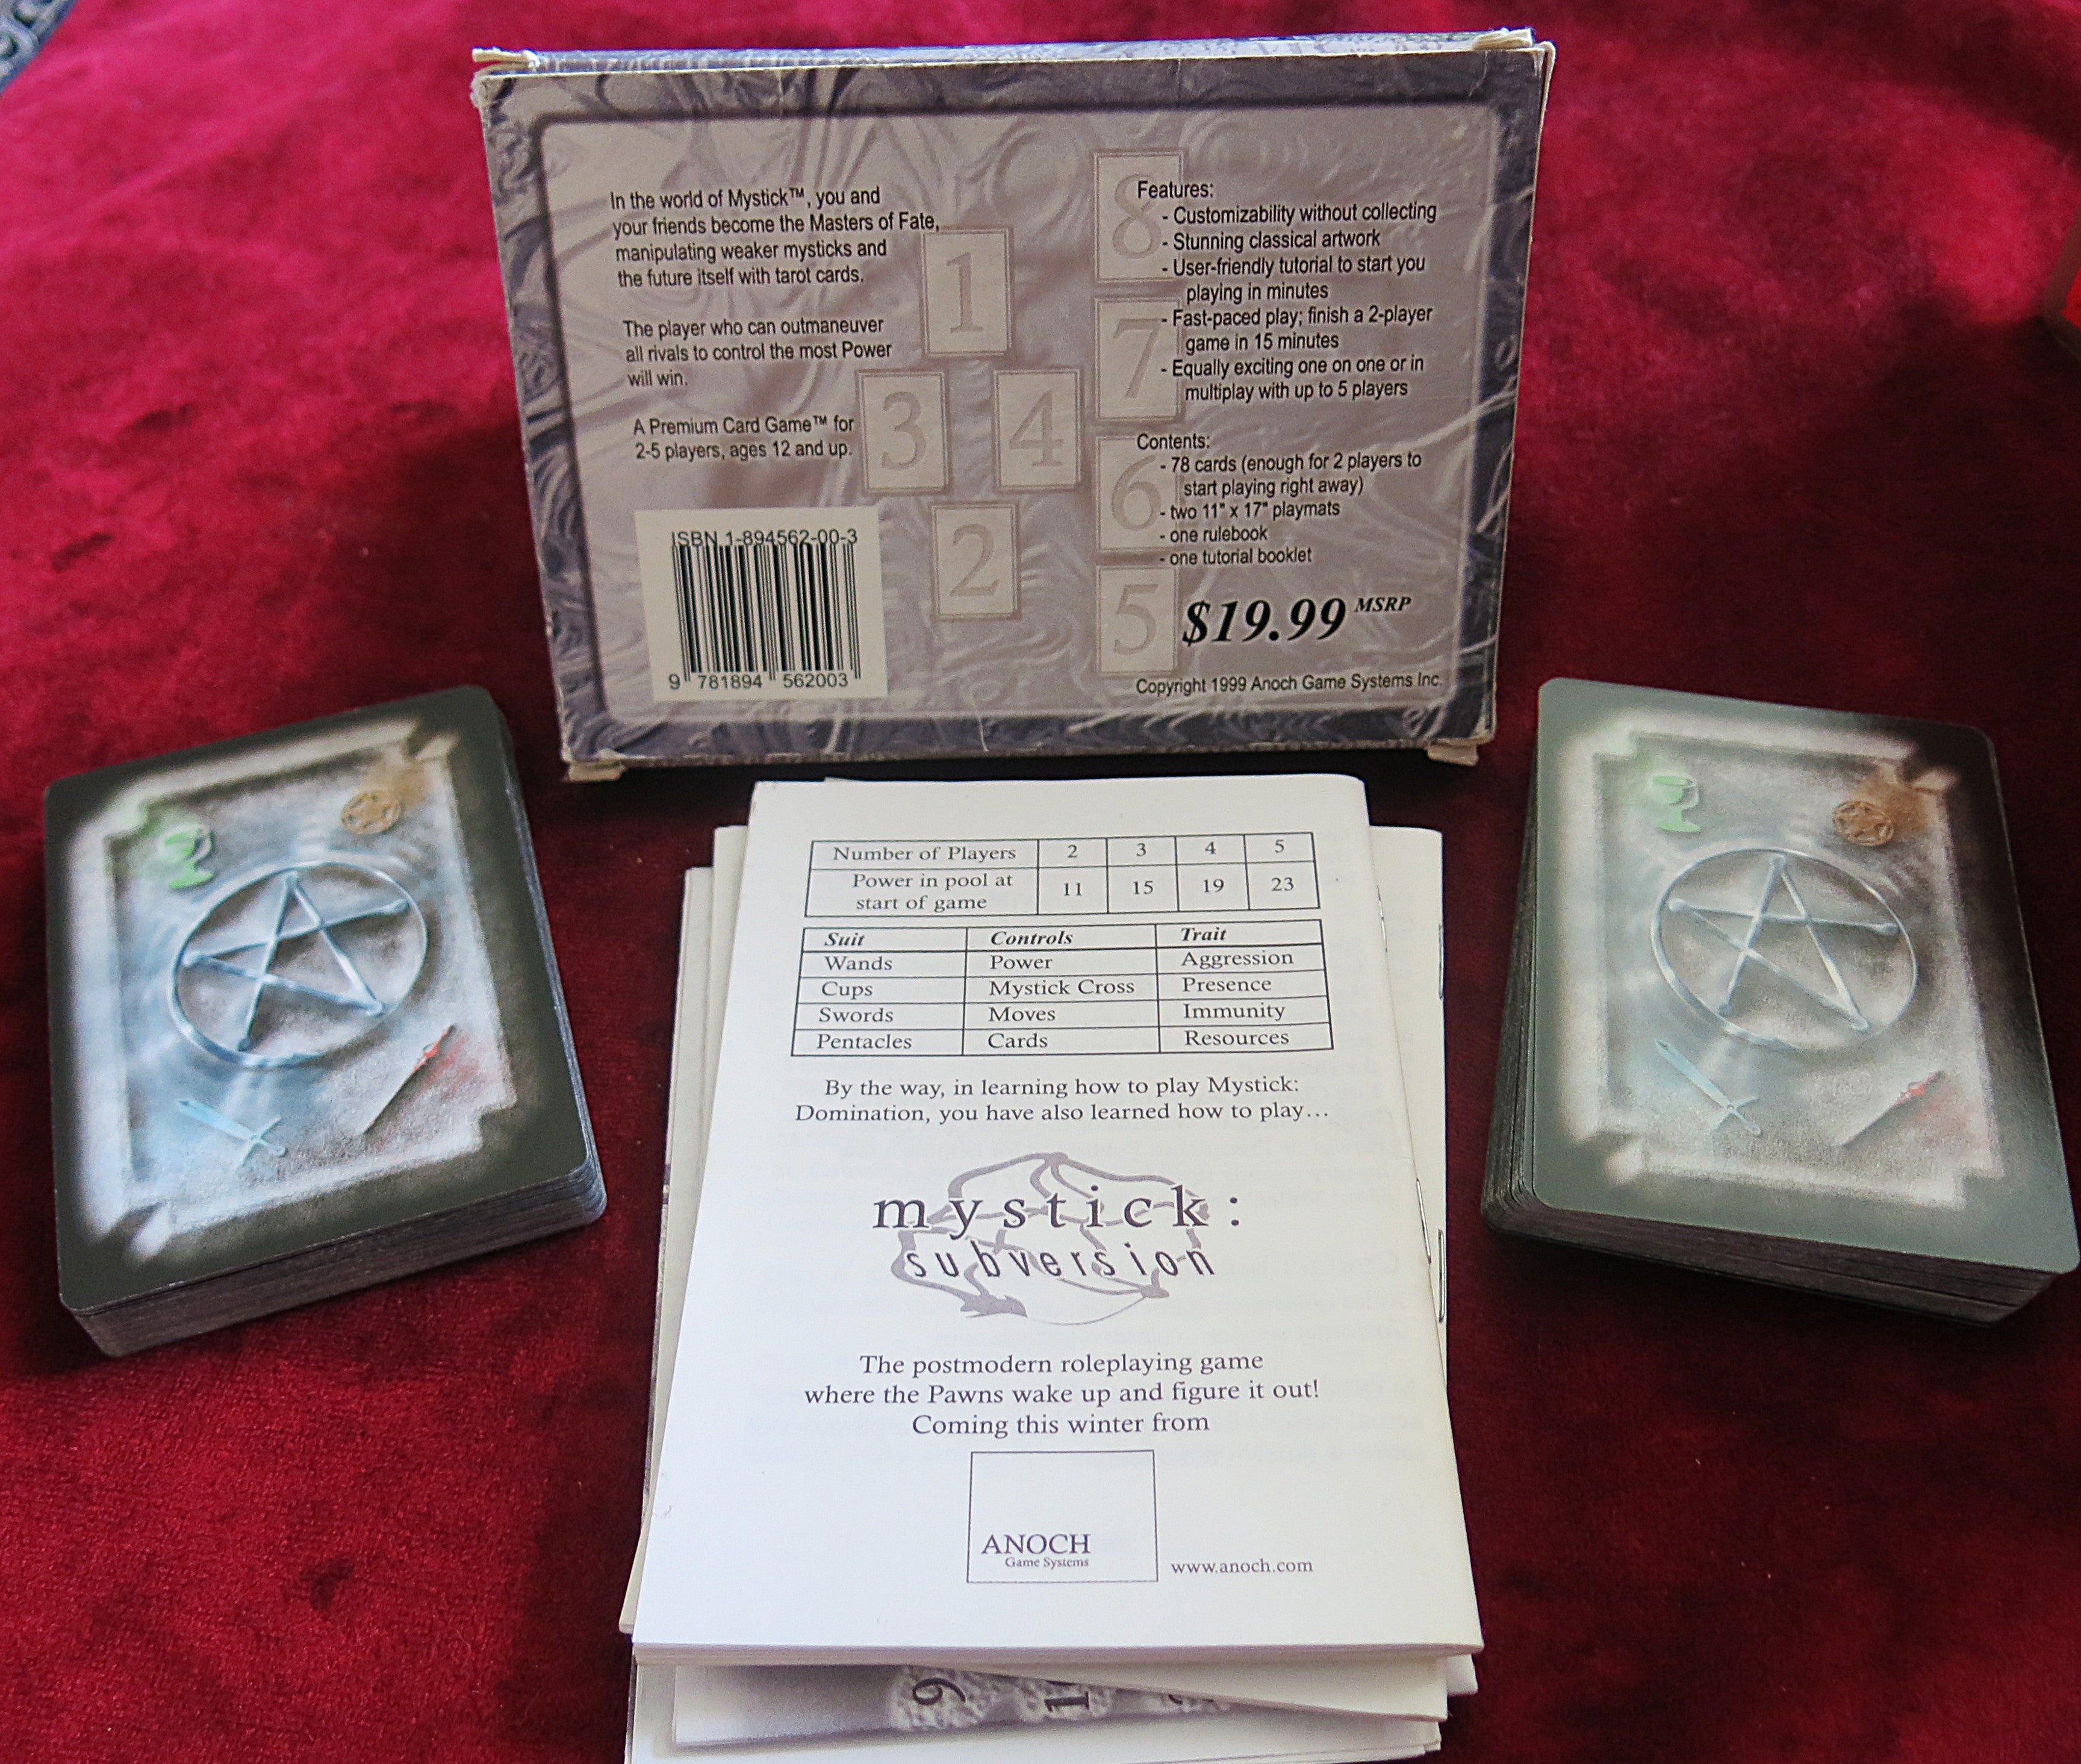 In the world of Mystick™, you and
your friends become the Masters of Fate,
manipulating weaker mysticks and
the future itself with tarot cards.
The player who can outmaneuver
all rivals to control the most Power
will win.
A Premium Card Game™ for
2-5 players, ages 12 and up.
ISBN 1-894562-00-3
9 781894 562003
1
3
4
2
8
7
6
5
Features:
- Customizability without collecting
- Stunning classical artwork
- User-friendly tutorial to start you
playing in minutes
- Fast-paced play; finish a 2-player
game in 15 minutes
- Equally exciting one on one or in
multiplay with up to 5 players
Contents:
- 78 cards (enough for 2 players to
start playing right away)
- two 11" x 17" playmats
- one rulebook
- one tutorial booklet
$19.99 MSRP
Copyright 1999 Anoch Game Systems Inc.
Number of Players 2 3 4 5
Power in pool at
start of game 11 15 19 23
Suit Controls Trait
Wands Power Aggression
Cups Mystick Cross Presence
Swords Moves Immunity
Pentacles Cards Resources
By the way, in learning how to play Mystick:
Domination, you have also learned how to play...
mystick:
subversion
The postmodern roleplaying game
where the Pawns wake up and figure it out!
Coming this winter from
ANOCH
Game Systems
www.anoch.com
9